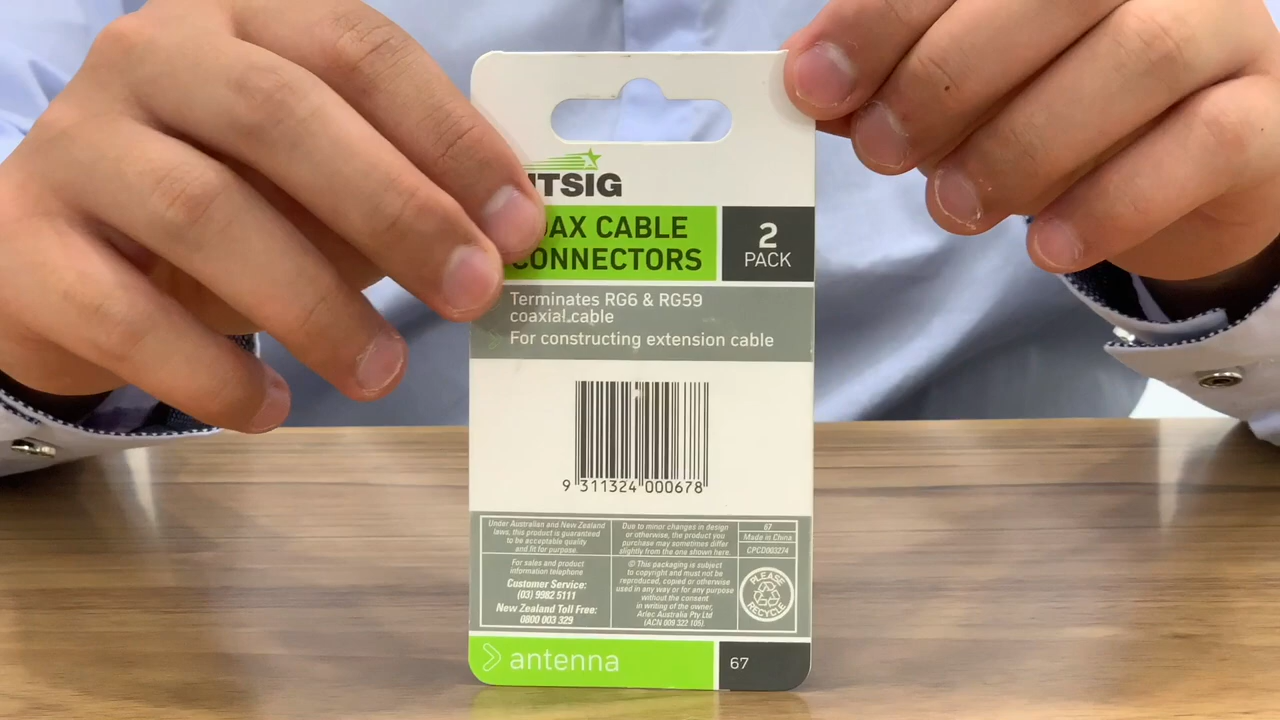 TSIG
AX CABLE
CONNECTORS
2
PACK
Terminates RG6 & RG59
coaxial cable
For constructing extension cable
9 311324 000678
Under Australian and New Zealand
laws, this product is guaranteed
to be acceptable quality
and fit for purpose.
For sales and product
information telephone
Customer Service:
(03) 9982 5111
New Zealand Toll Free:
0800 003 329
Due to minor changes in design
or otherwise, the product you
purchase may sometimes differ
slightly from the one shown here.
© This packaging is subject
to copyright and must not be
reproduced, copied or otherwise
used in any way or for any purpose
without the consent
in writing of the owner,
Arlec Australia Pty Ltd
(ACN 009 322 105)
67
Made in China
CPCD003274
PLEASE
RECYCLE
antenna
67